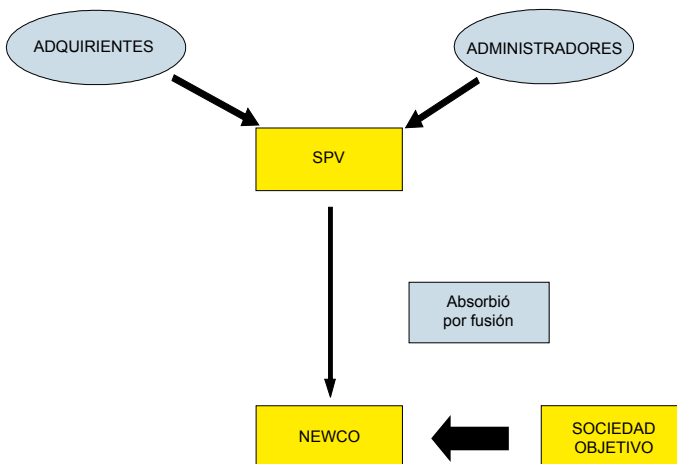 ADQUIRIENTES
ADMINISTRADORES
SPV
Absorbió
por fusión
NEWCO
SOCIEDAD
OBJETIVO